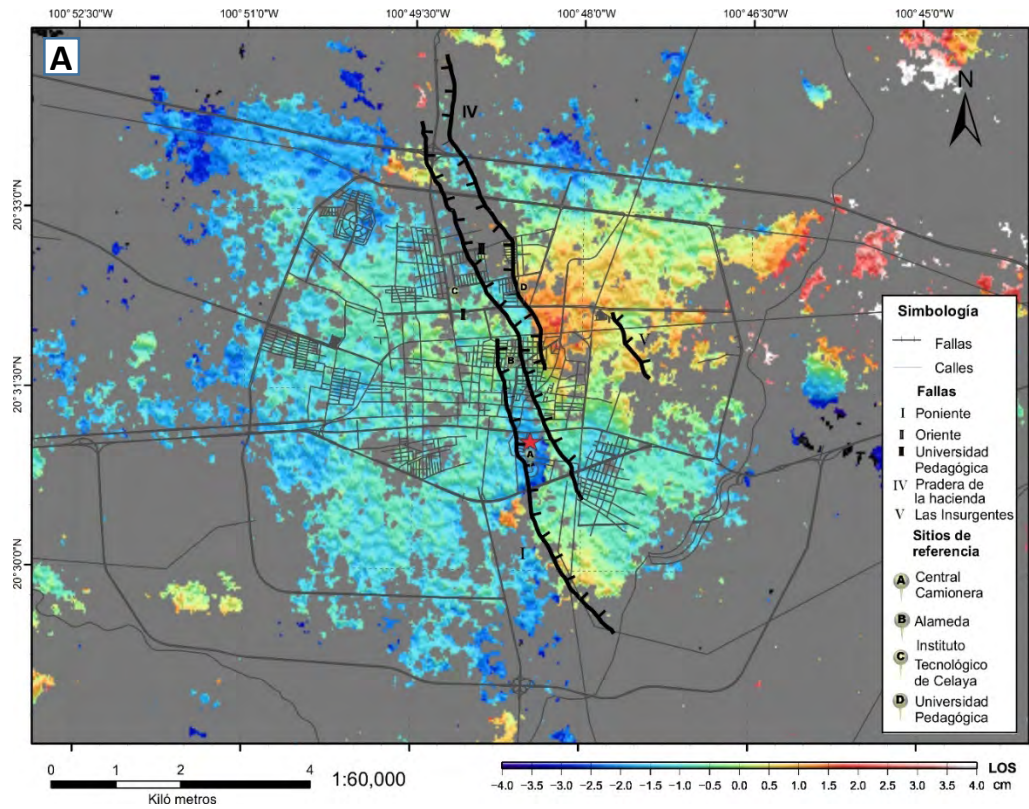 100°52'30"W 100°51'0"W 100°49'30"W 100°48'0"W 100°46'30"W 100°45'0"W
A
N
IV
20°33'0"N
20°31'30"N
20°30'0"N
II
III
C
D
B
V
A
I
Simbología
Fallas
Calles
Fallas
I Poniente
II Oriente
III Universidad
Pedagógica
IV Pradera de
la hacienda
V Las Insurgentes
Sitios de
referencia
A Central
Camionera
B Alameda
C Instituto
Tecnológico
de Celaya
D Universidad
Pedagógica
0 1 2 4
Kiló metros
1:60,000
LOS
cm
−4.0 −3.5 −3.0 −2.5 −2.0 −1.5 −1.0 −0.5 0.0 0.5 1.0 1.5 2.0 2.5 3.0 3.5 4.0